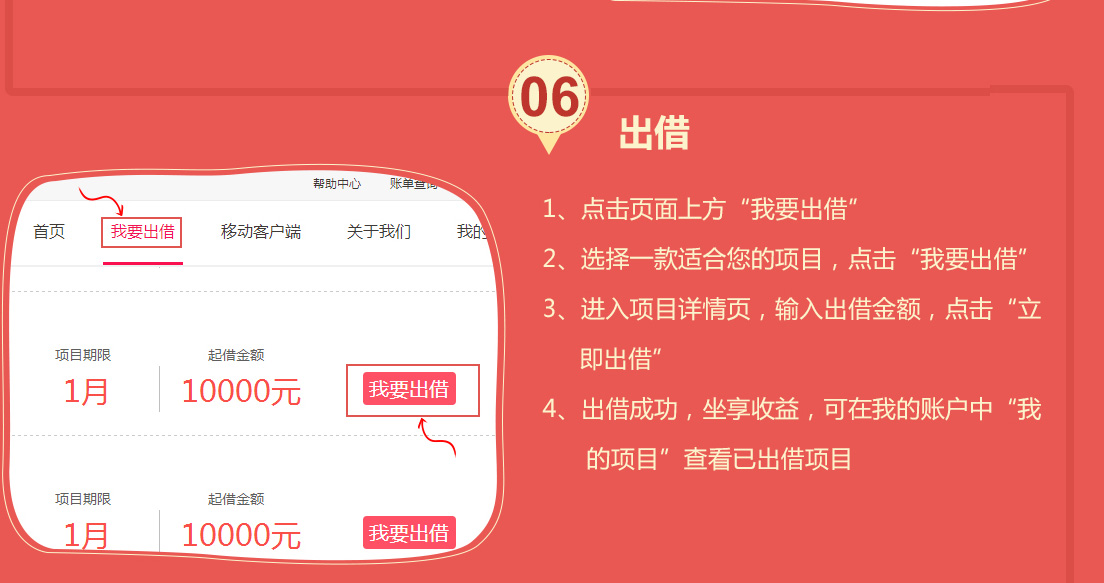 06
出借
帮助中心 账单查询
首页 我要出借 移动客户端 关于我们 我的
项目期限 起借金额
1月 10000元 我要出借
项目期限 起借金额
1月 10000元 我要出借
1、点击页面上方“我要出借”
2、选择一款适合您的项目，点击“我要出借”
3、进入项目详情页，输入出借金额，点击“立
即出借”
4、出借成功，坐享收益，可在我的账户中“我
的项目”查看已出借项目